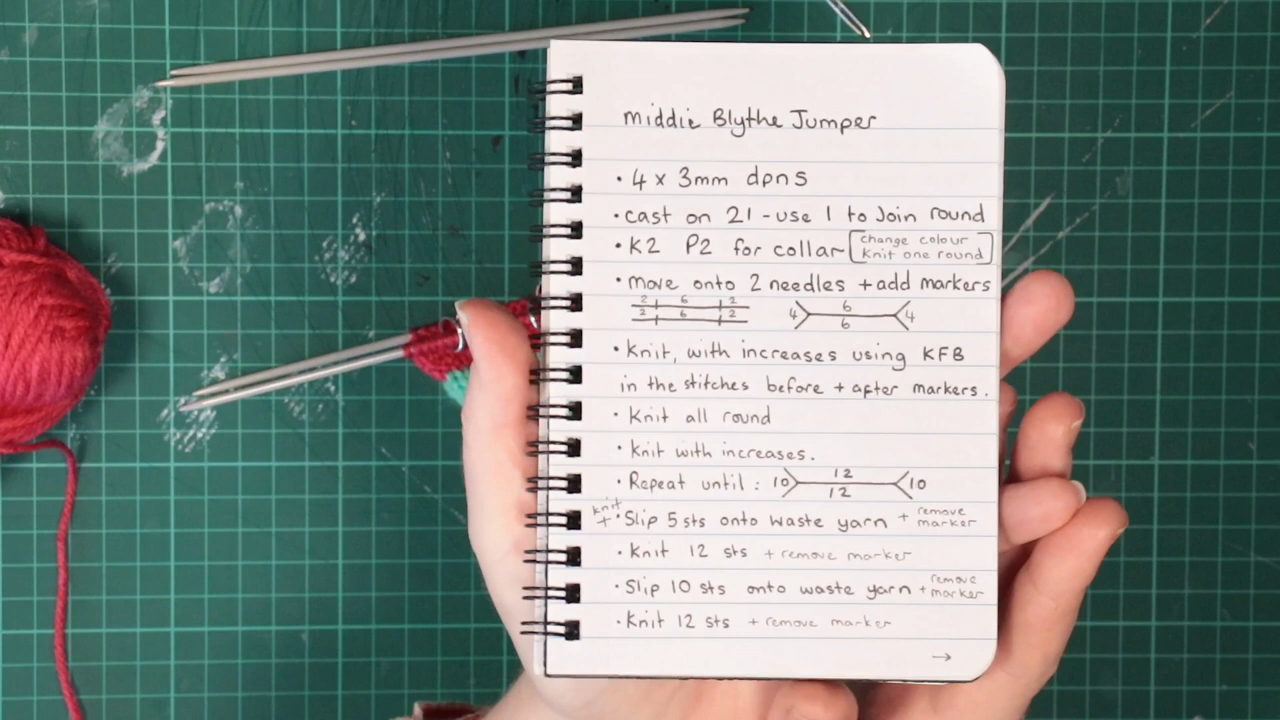 middie Blythe Jumper
• 4 x 3mm dpns
• cast on 21 - use 1 to Join round
• K2 P2 for collar [change colour
Knit one round]
• move onto 2 needles + add markers
2 6 2
2 6 2
4 6 4
6
• Knit, with increases using KFB
in the stitches before + after markers.
• Knit all round
• Knit with increases.
• Repeat until : 10 12 10
12
knit
+ • Slip 5 sts onto waste yarn + remove
marker
• Knit 12 sts + remove marker
• Slip 10 sts onto waste yarn + remove
marker
• Knit 12 sts + remove marker
→